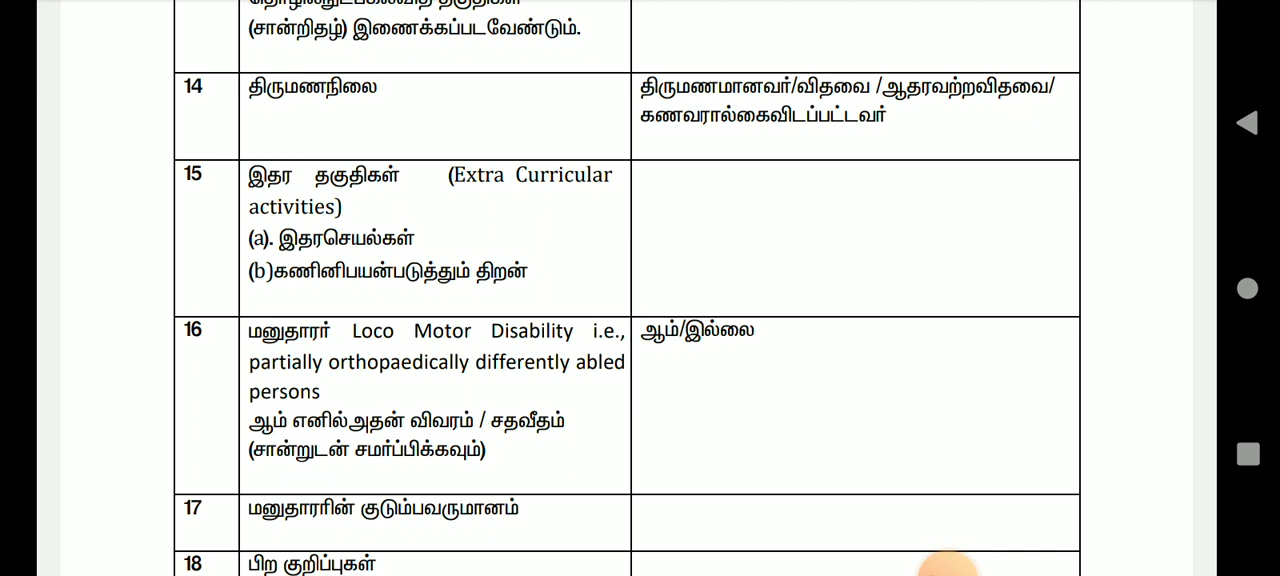 தொழில்நுட்பகல்வித் தகுதிகள்
(சான்றிதழ்) இணைக்கப்படவேண்டும்.
14 திருமணநிலை திருமணமானவர்/விதவை /ஆதரவற்றவிதவை/
கணவரால்கைவிடப்பட்டவர்
15 இதர தகுதிகள் (Extra Curricular
activities)
(a). இதரசெயல்கள்
(b)கணினிபயன்படுத்தும் திறன்
16 மனுதாரர் Loco Motor Disability i.e., ஆம்/இல்லை
partially orthopaedically differently abled
persons
ஆம் எனில்அதன் விவரம் / சதவீதம்
(சான்றுடன் சமர்ப்பிக்கவும்)
17 மனுதாரரின் குடும்பவருமானம்
18 பிற குறிப்புகள்